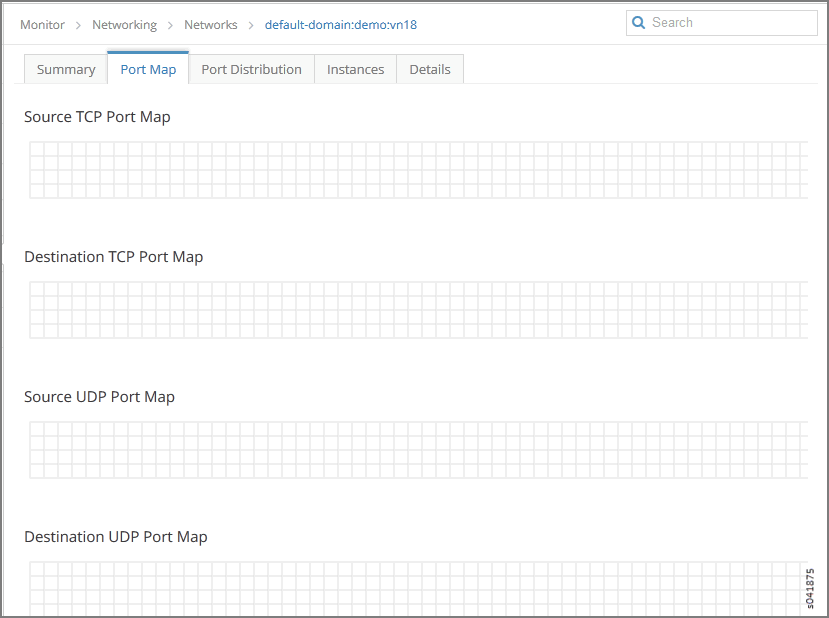 Monitor > Networking > Networks > default-domain:demo:vn18
Search
Summary Port Map Port Distribution Instances Details
Source TCP Port Map
Destination TCP Port Map
Source UDP Port Map
Destination UDP Port Map
s041875